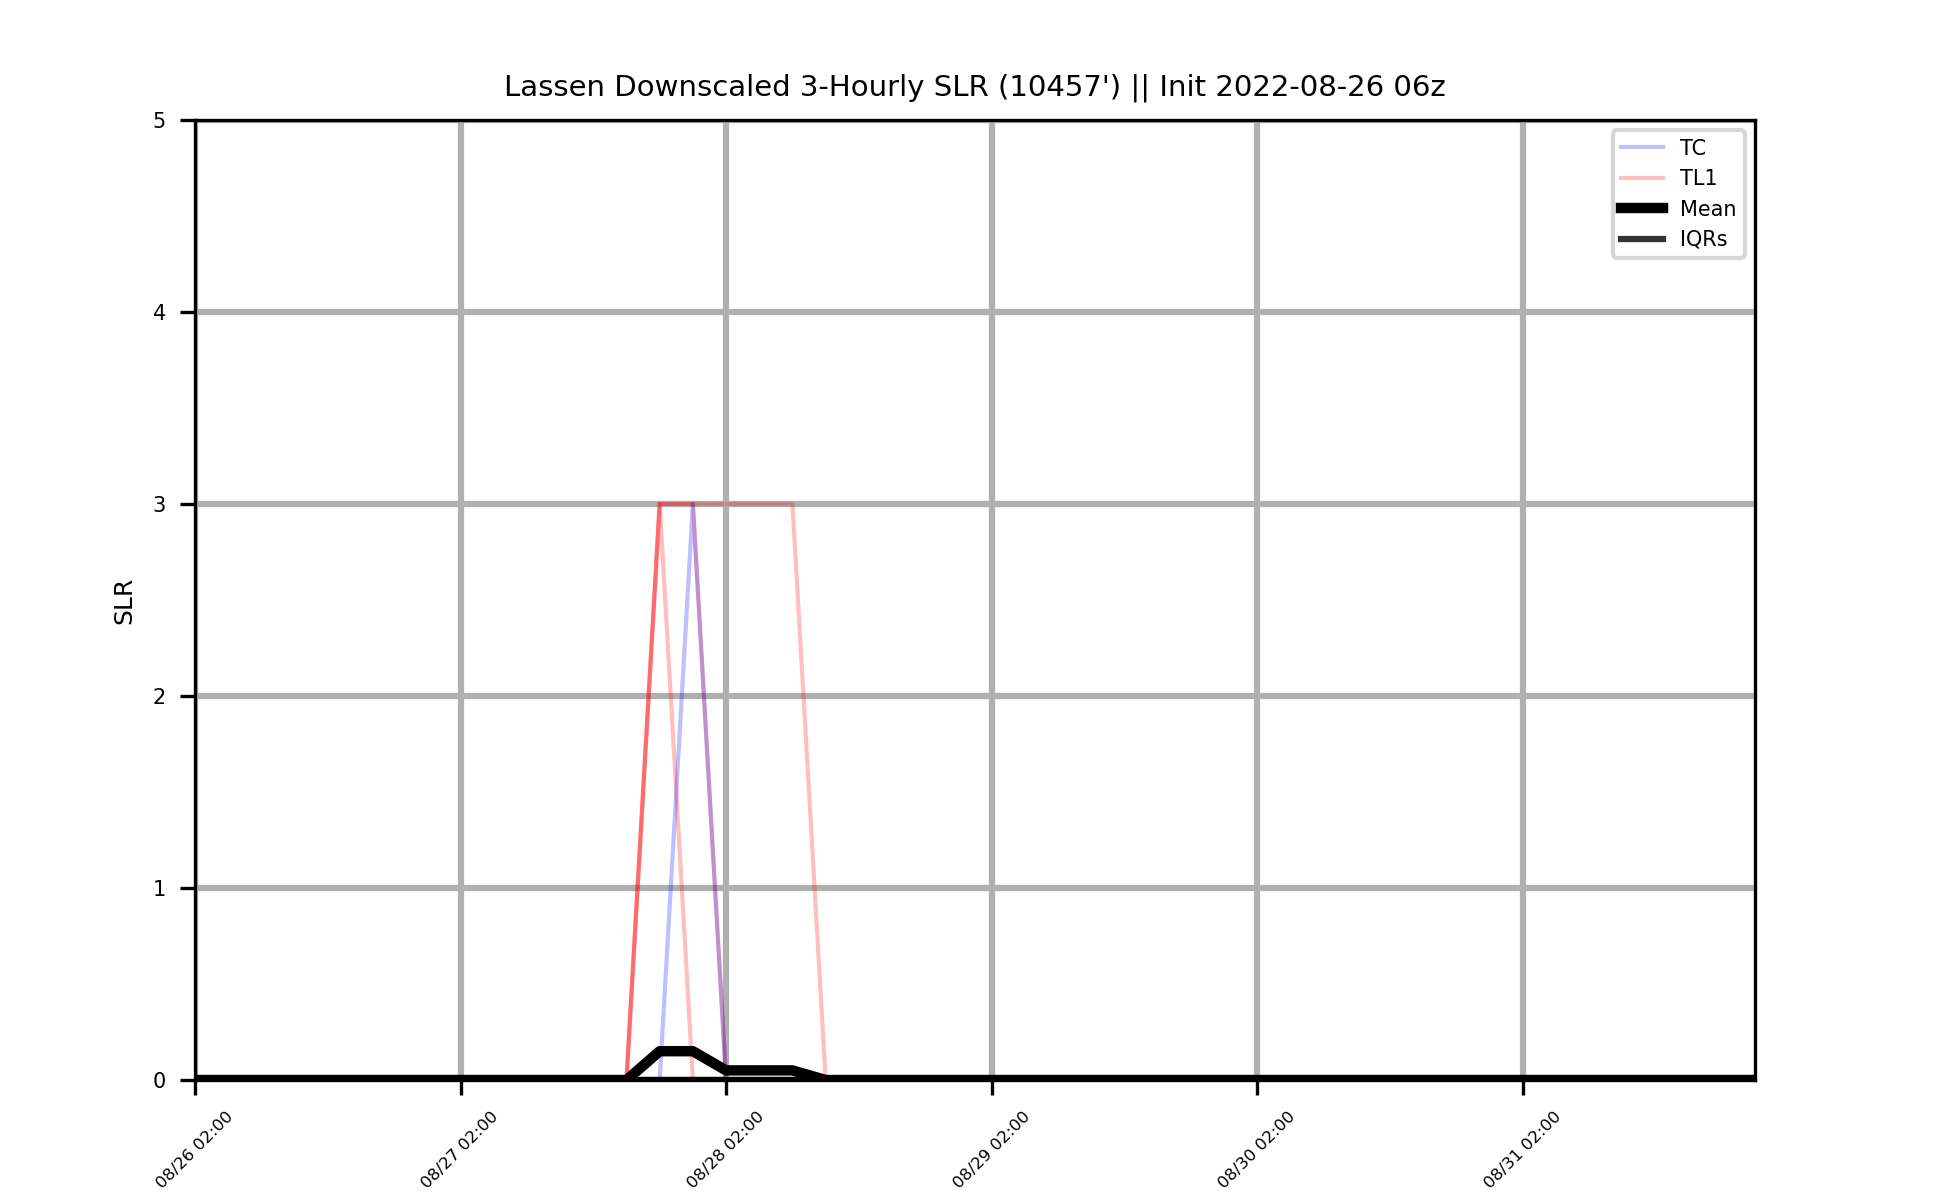 Lassen Downscaled 3-Hourly SLR (10457') || Init 2022-08-26 06z
5
4
3
2
1
0
SLR
TC
TL1
Mean
IQRs
08/26 02:00
08/27 02:00
08/28 02:00
08/29 02:00
08/30 02:00
08/31 02:00